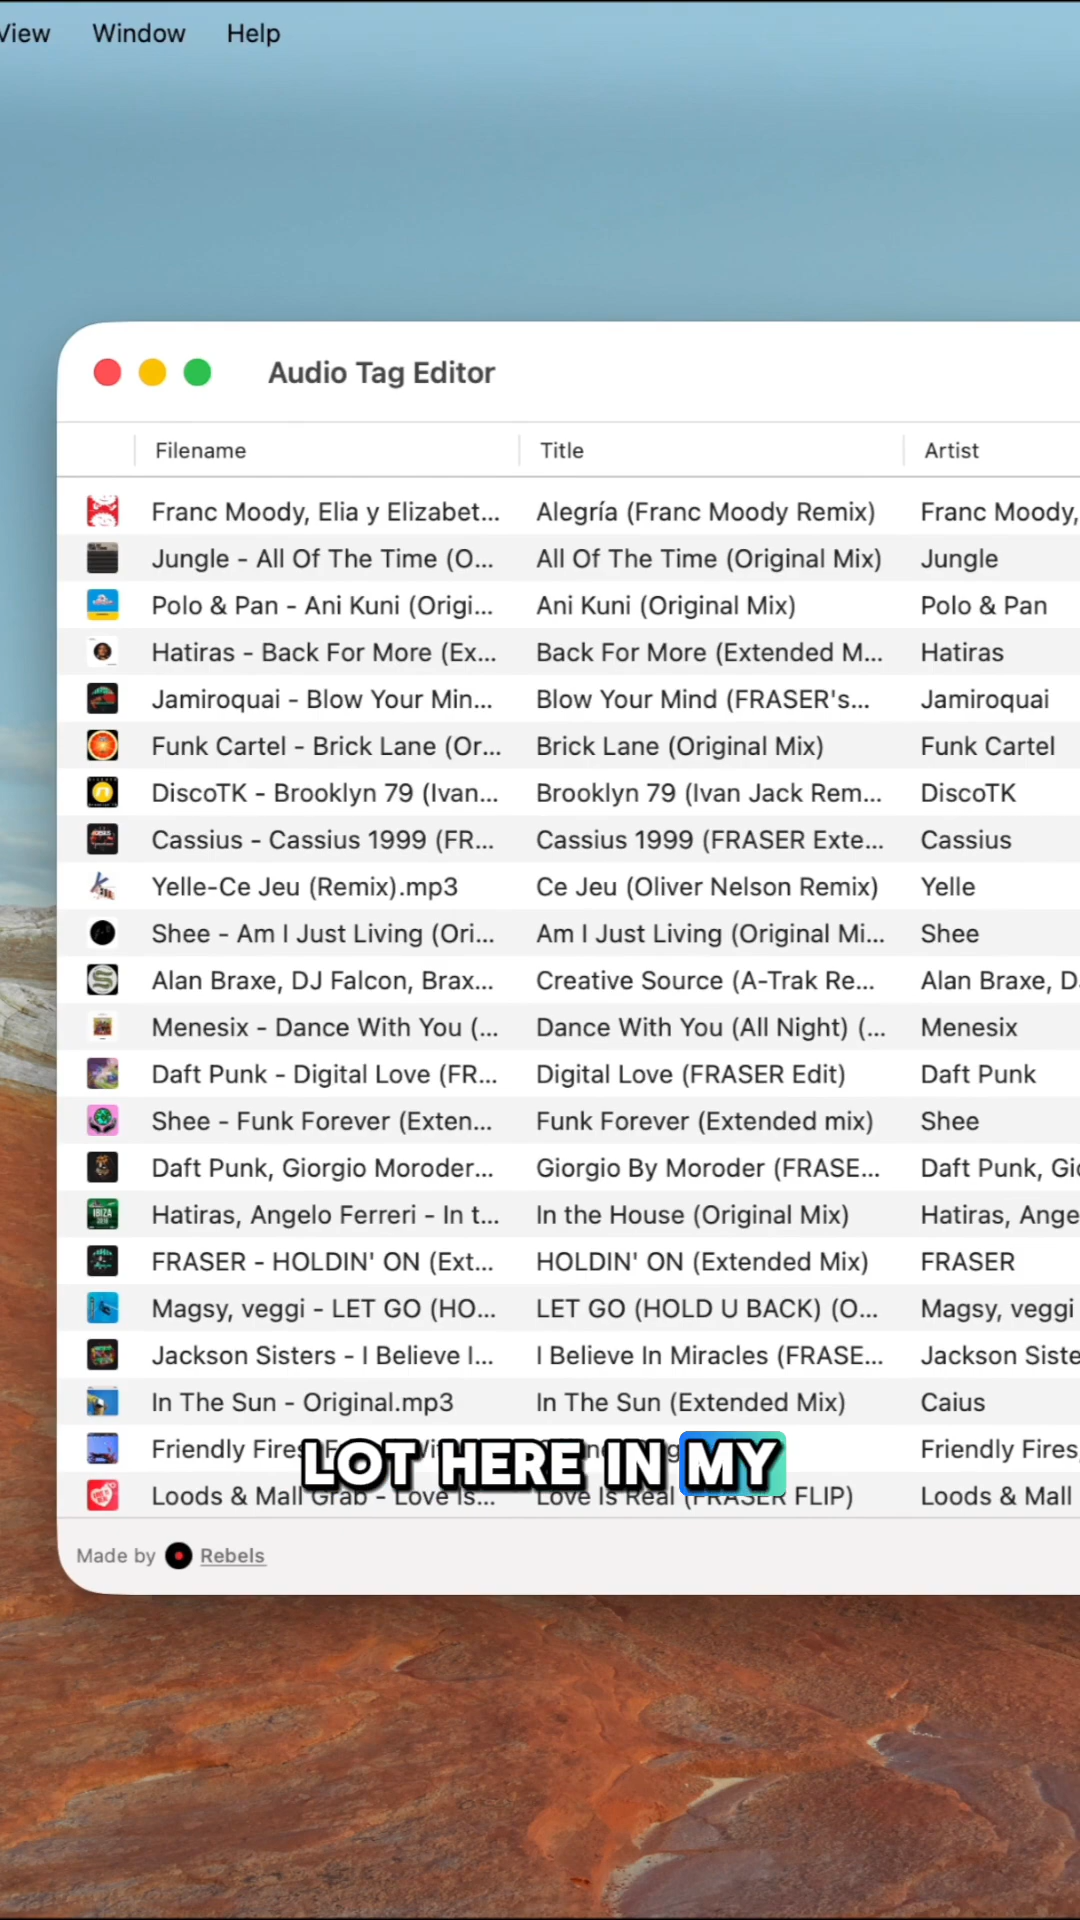 View Window Help
Audio Tag Editor
Filename Title Artist
Franc Moody, Elia y Elizabet... Alegría (Franc Moody Remix) Franc Moody,
Jungle - All Of The Time (O... All Of The Time (Original Mix) Jungle
Polo & Pan - Ani Kuni (Origi... Ani Kuni (Original Mix) Polo & Pan
Hatiras - Back For More (Ex... Back For More (Extended M... Hatiras
Jamiroquai - Blow Your Min... Blow Your Mind (FRASER's... Jamiroquai
Funk Cartel - Brick Lane (Or... Brick Lane (Original Mix) Funk Cartel
DiscoTK - Brooklyn 79 (Ivan... Brooklyn 79 (Ivan Jack Rem... DiscoTK
Cassius - Cassius 1999 (FR... Cassius 1999 (FRASER Exte... Cassius
Yelle-Ce Jeu (Remix).mp3 Ce Jeu (Oliver Nelson Remix) Yelle
Shee - Am I Just Living (Ori... Am I Just Living (Original Mi... Shee
Alan Braxe, DJ Falcon, Brax... Creative Source (A-Trak Re... Alan Braxe, D
Menesix - Dance With You (... Dance With You (All Night) (... Menesix
Daft Punk - Digital Love (FR... Digital Love (FRASER Edit) Daft Punk
Shee - Funk Forever (Exten... Funk Forever (Extended mix) Shee
Daft Punk, Giorgio Moroder... Giorgio By Moroder (FRASE... Daft Punk, Gio
Hatiras, Angelo Ferreri - In t... In the House (Original Mix) Hatiras, Ange
FRASER - HOLDIN' ON (Ext... HOLDIN' ON (Extended Mix) FRASER
Magsy, veggi - LET GO (HO... LET GO (HOLD U BACK) (O... Magsy, veggi
Jackson Sisters - I Believe I... I Believe In Miracles (FRASE... Jackson Siste
In The Sun - Original.mp3 In The Sun (Extended Mix) Caius
Friendly Fires Friendly Fires,
LOT HERE IN MY
Loods & Mall Grab - Love Is... Love Is Real (FRASER FLIP) Loods & Mall
Made by Rebels